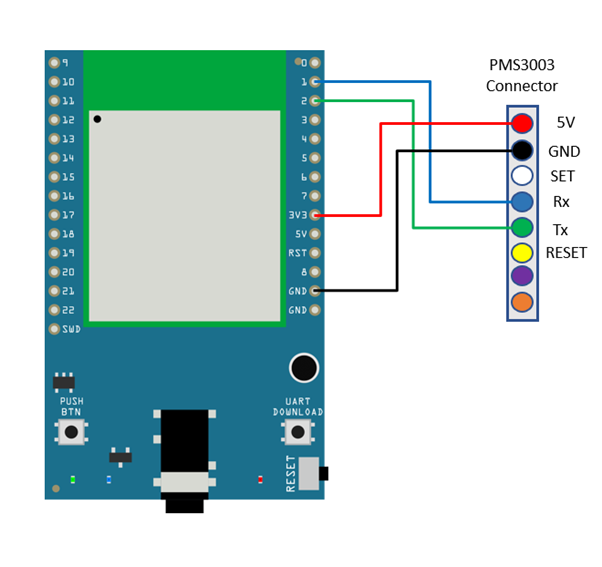 PMS3003
Connector
9
10
11
12
13
14
15
16
17
18
19
20
21
22
SWD
0
1
2
3
4
5
6
7
3V3
5V
RST
8
GND
GND
5V
GND
SET
Rx
Tx
RESET
PUSH
BTN
UART
DOWNLOAD
RESET